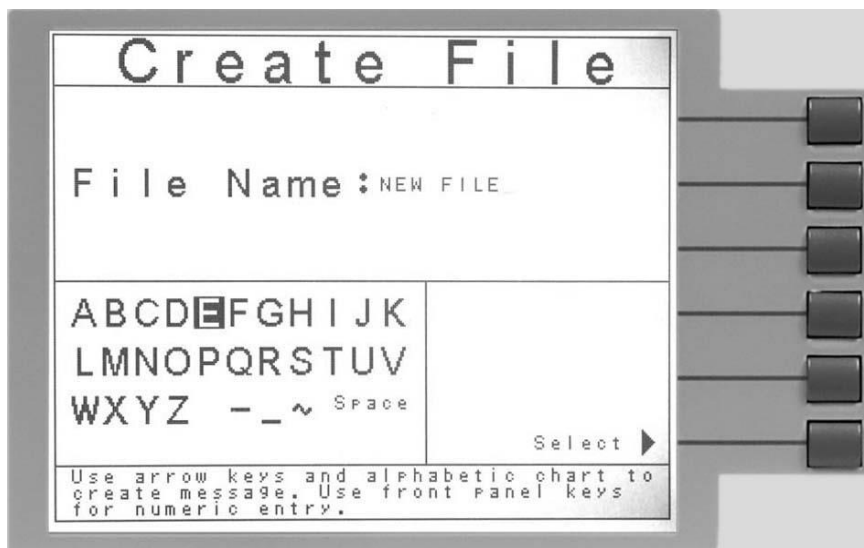 Create File
File Name: NEW FILE_
ABCDEFGHIJK
LMNOPQRSTUV
WXYZ -_~ Space
Select
Use arrow keys and alphabetic chart to
create message. Use front panel keys
for numeric entry.